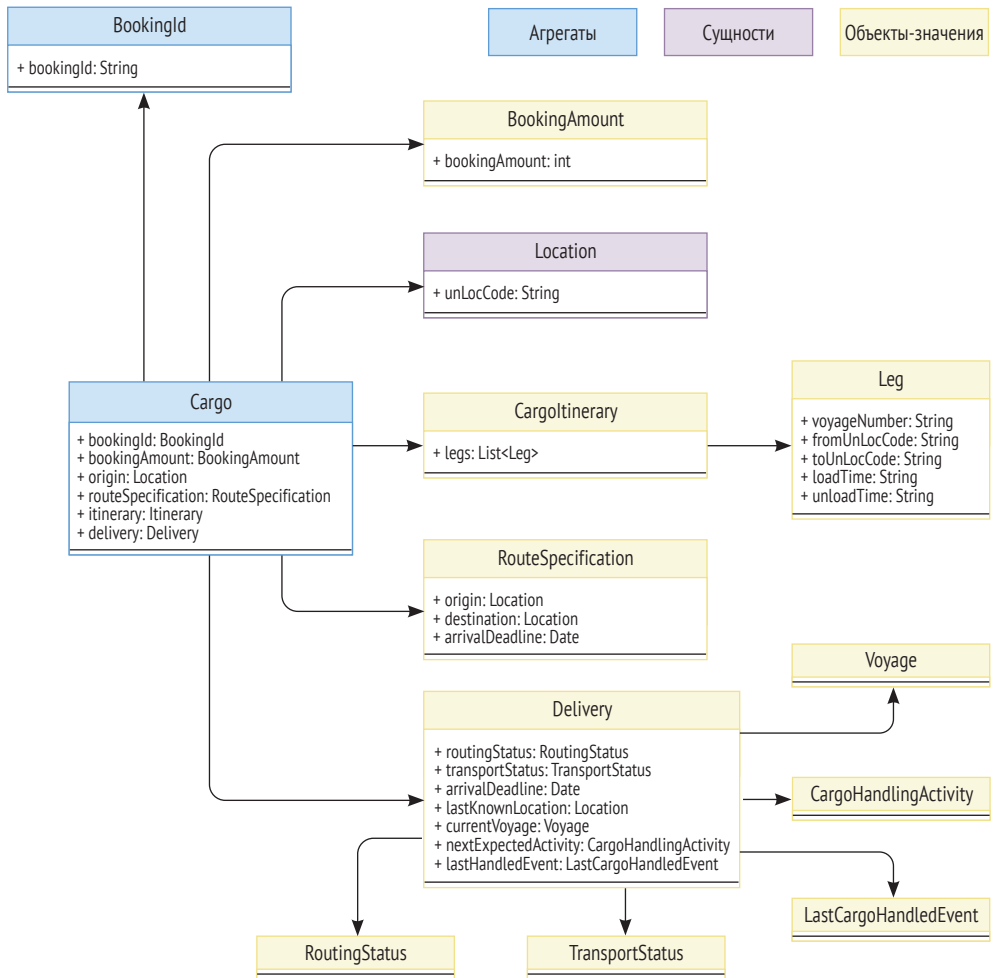 BookingId
+ bookingId: String
Агрегаты
Сущности
Объекты-значения
BookingAmount
+ bookingAmount: int
Location
+ unLocCode: String
Cargo
+ bookingId: BookingId
+ bookingAmount: BookingAmount
+ origin: Location
+ routeSpecification: RouteSpecification
+ itinerary: Itinerary
+ delivery: Delivery
CargoItinerary
+ legs: List<Leg>
Leg
+ voyageNumber: String
+ fromUnLocCode: String
+ toUnLocCode: String
+ loadTime: String
+ unloadTime: String
RouteSpecification
+ origin: Location
+ destination: Location
+ arrivalDeadline: Date
Delivery
+ routingStatus: RoutingStatus
+ transportStatus: TransportStatus
+ arrivalDeadline: Date
+ lastKnownLocation: Location
+ currentVoyage: Voyage
+ nextExpectedActivity: CargoHandlingActivity
+ lastHandledEvent: LastCargoHandledEvent
Voyage
CargoHandlingActivity
LastCargoHandledEvent
RoutingStatus
TransportStatus